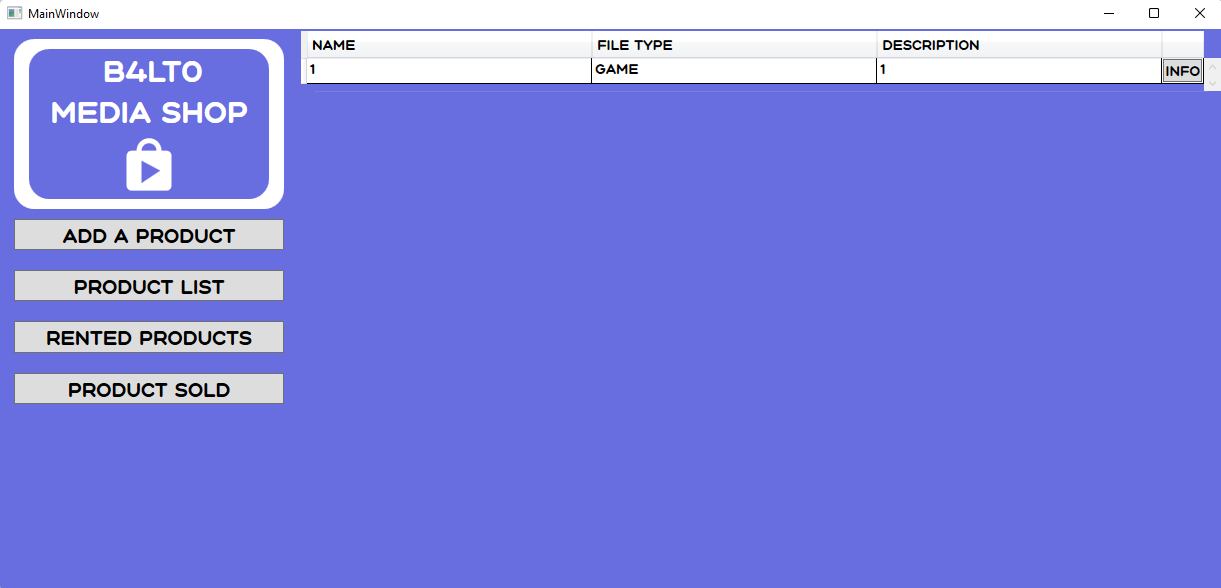 MainWindow
B4LT0
MEDIA SHOP
ADD A PRODUCT
PRODUCT LIST
RENTED PRODUCTS
PRODUCT SOLD
NAME FILE TYPE DESCRIPTION
1 GAME 1 INFO